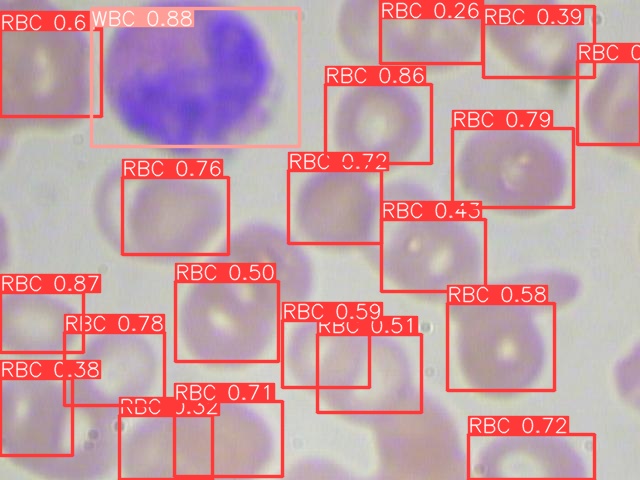 RBC 0.6
WBC 0.88
RBC 0.26
RBC 0.39
RBC 0
RBC 0.86
RBC 0.79
RBC 0.72
RBC 0.76
RBC 0.43
RBC 0.50
RBC 0.87
RBC 0.58
RBC 0.59
RBC 0.78
RBC 0.51
RBC 0.38
RBC 0.71
RBC 0.32
RBC 0.72